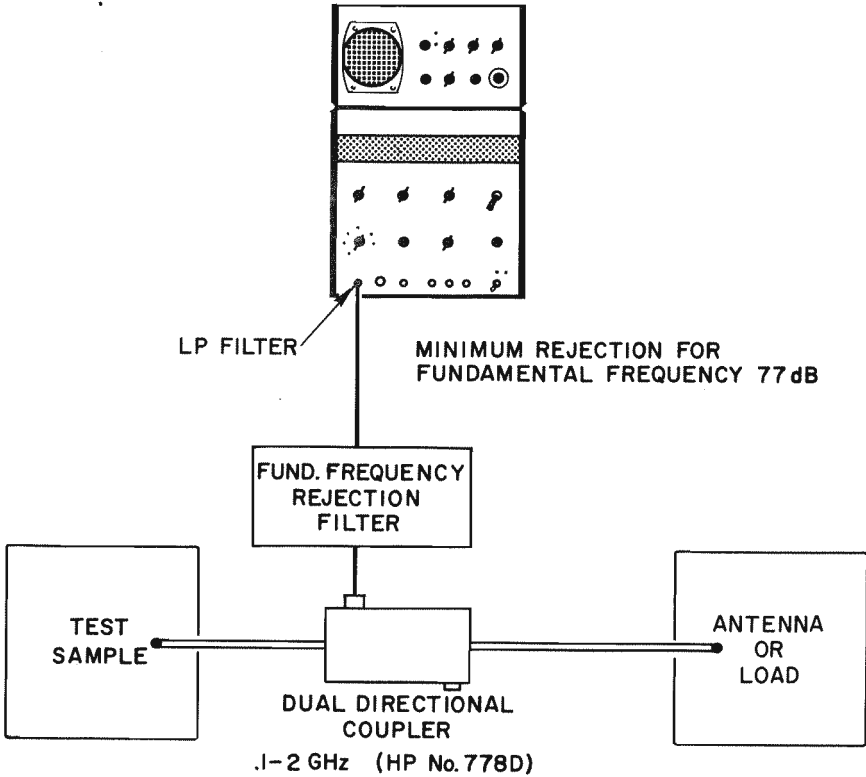 LP FILTER
MINIMUM REJECTION FOR
FUNDAMENTAL FREQUENCY 77dB
FUND. FREQUENCY
REJECTION
FILTER
TEST
SAMPLE
ANTENNA
OR
LOAD
DUAL DIRECTIONAL
COUPLER
.1-2 GHz (HP No. 778D)